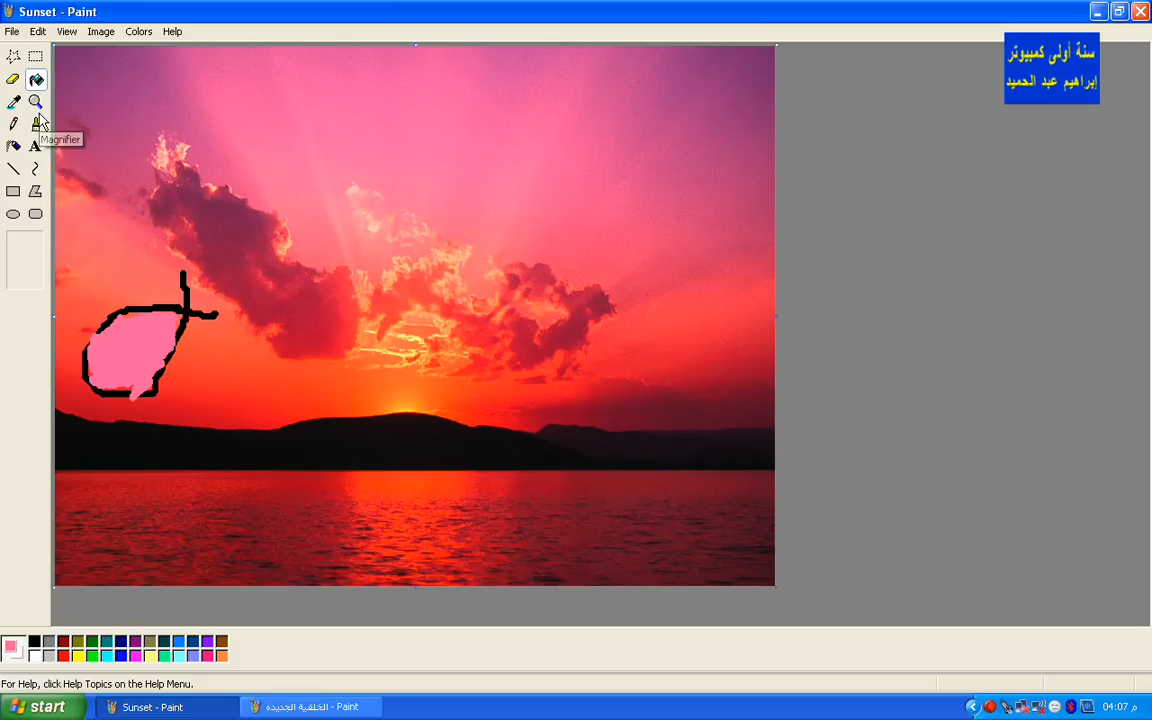 Sunset - Paint
File Edit View Image Colors Help
سنة أولى كمبيوتر
إبراهيم عبد الحميد
Magnifier
A
For Help, click Help Topics on the Help Menu.
start
Sunset - Paint
الخلفية الجديده - Paint
04:07 م